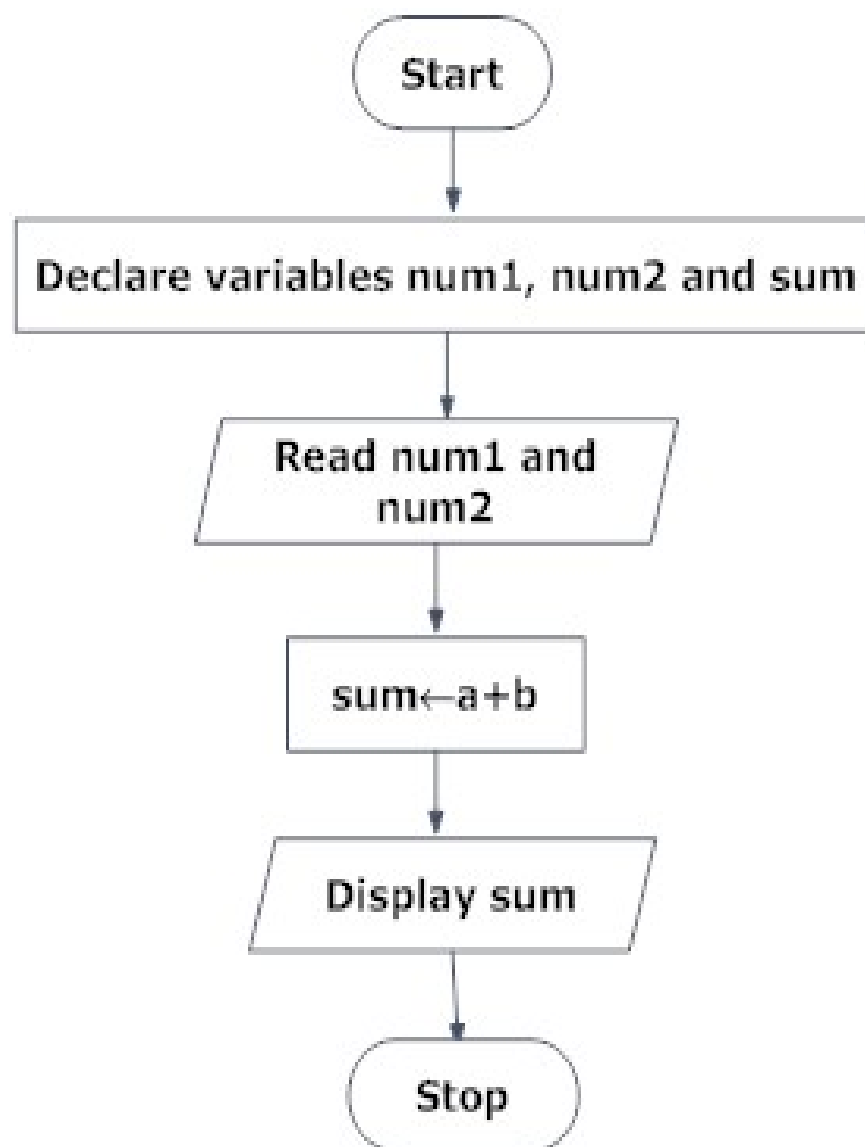 Start
Declare variables num1, num2 and sum
Read num1 and
num2
sum←a+b
Display sum
Stop